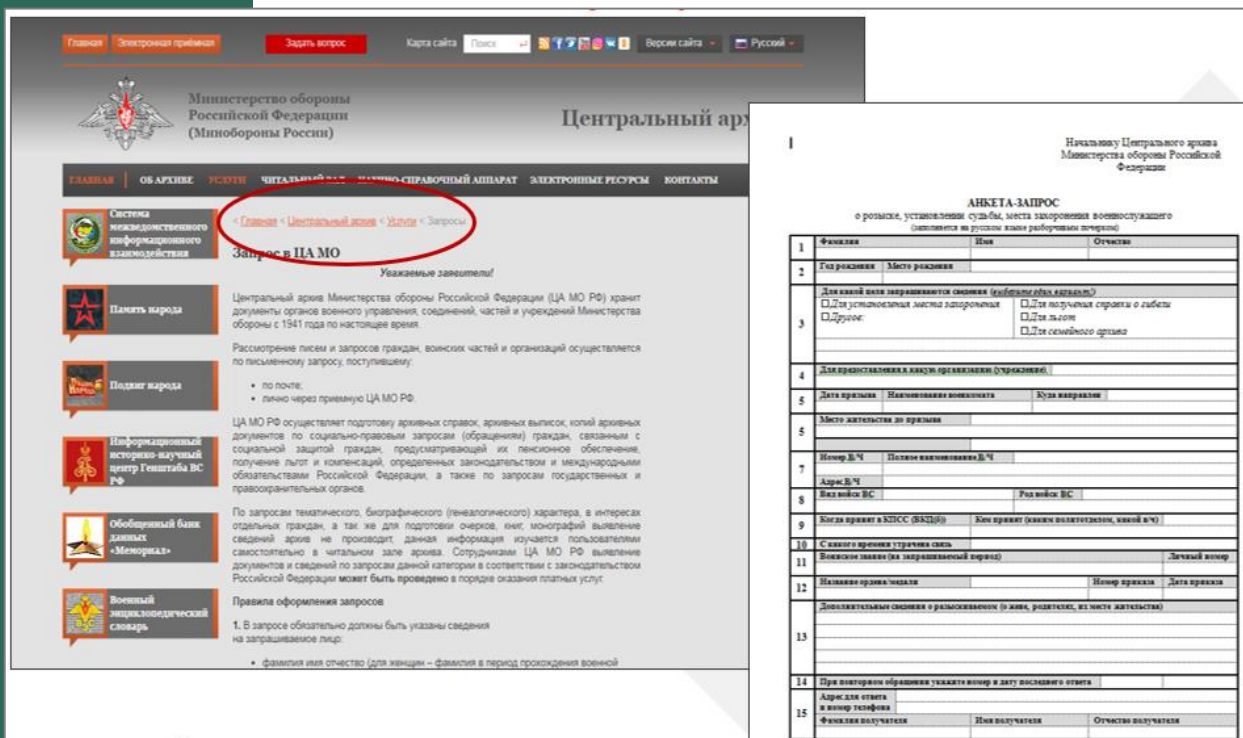 Главная
Электронная приёмная
Задать вопрос
Карта сайта
Поиск
Версии сайта
Русский
Министерство обороны
Российской Федерации
(Минобороны России)
Центральный арх
ГЛАВНАЯ
ОБ АРХИВЕ
УСЛУГИ
ЧИТАЛЬНЫЙ ЗАЛ
НАУЧНО-СПРАВОЧНЫЙ АППАРАТ
ЭЛЕКТРОННЫЕ РЕСУРСЫ
КОНТАКТЫ
Система
межведомственного
информационного
взаимодействия
Память народа
Подвиг народа
Информационный
историко-научный
центр Генштаба ВС
РФ
Обобщенный банк
данных
«Мемориал»
Военный
энциклопедический
словарь
< Главная < Центральный архив < Услуги < Запросы
Запрос в ЦА МО
Уважаемые заявители!
Центральный архив Министерства обороны Российской Федерации (ЦА МО РФ) хранит
документы органов военного управления, соединений, частей и учреждений Министерства
обороны с 1941 года по настоящее время.
Рассмотрение писем и запросов граждан, воинских частей и организаций осуществляется
по письменному запросу, поступившему:
• по почте;
• лично через приемную ЦА МО РФ.
ЦА МО РФ осуществляет подготовку архивных справок, архивных выписок, копий архивных
документов по социально-правовым запросам (обращениям) граждан, связанным с
социальной защитой граждан, предусматривающей их пенсионное обеспечение,
получение льгот и компенсаций, определенных законодательством и международными
обязательствами Российской Федерации, а также по запросам государственных и
правоохранительных органов.
По запросам тематического, биографического (генеалогического) характера, в интересах
отдельных граждан, а так же для подготовки очерков, книг, монографий выявление
сведений архив не производит, данная информация изучается пользователями
самостоятельно в читальном зале архива. Сотрудниками ЦА МО РФ выявление
документов и сведений по запросам данной категории в соответствии с законодательством
Российской Федерации может быть проведено в порядке оказания платных услуг.
Правила оформления запросов
1. В запросе обязательно должны быть указаны сведения
на запрашиваемое лицо:
• фамилия имя отчество (для женщин – фамилия в период прохождения военной
Начальнику Центрального архива
Министерства обороны Российской
Федерации
АНКЕТА-ЗАПРОС
о розыске, установлении судьбы, места захоронения военнослужащего
(заполняется на русском языке разборчивым почерком)
1 Фамилия Имя Отчество
2 Год рождения Место рождения
3 Для какой цели запрашиваются сведения (выберите один вариант!)
☐Для установления места захоронения ☐Для получения справки о гибели
☐Другое: ☐Для льгот
☐Для семейного архива
4 Для предоставления в какую организацию (учреждение)
5 Дата призыва Наименование военкомата Куда направлен
5 Место жительства до призыва
7 Номер В/Ч Полное наименование В/Ч
Адрес В/Ч
8 Вид войск ВС Род войск ВС
9 Когда принят в КПСС (ВКП(б)) Кем принят (каким политотделом, какой в/ч)
10 С какого времени утрачена связь
11 Воинское звание (на запрашиваемый период) Личный номер
12 Название ордена/медали Номер приказа Дата приказа
13 Дополнительные сведения о разыскиваемом (о жене, родителях, их месте жительства)
14 При повторном обращении укажите номер и дату последнего ответа
15 Адрес для ответа
и номер телефона
Фамилия получателя Имя получателя Отчество получателя